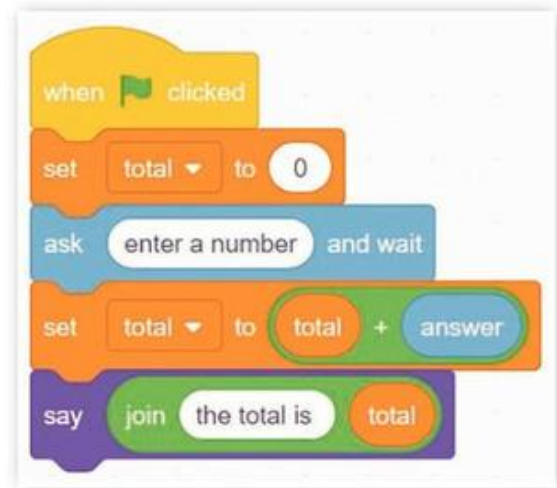 when clicked
set total to 0
ask enter a number and wait
set total to total + answer
say join the total is total